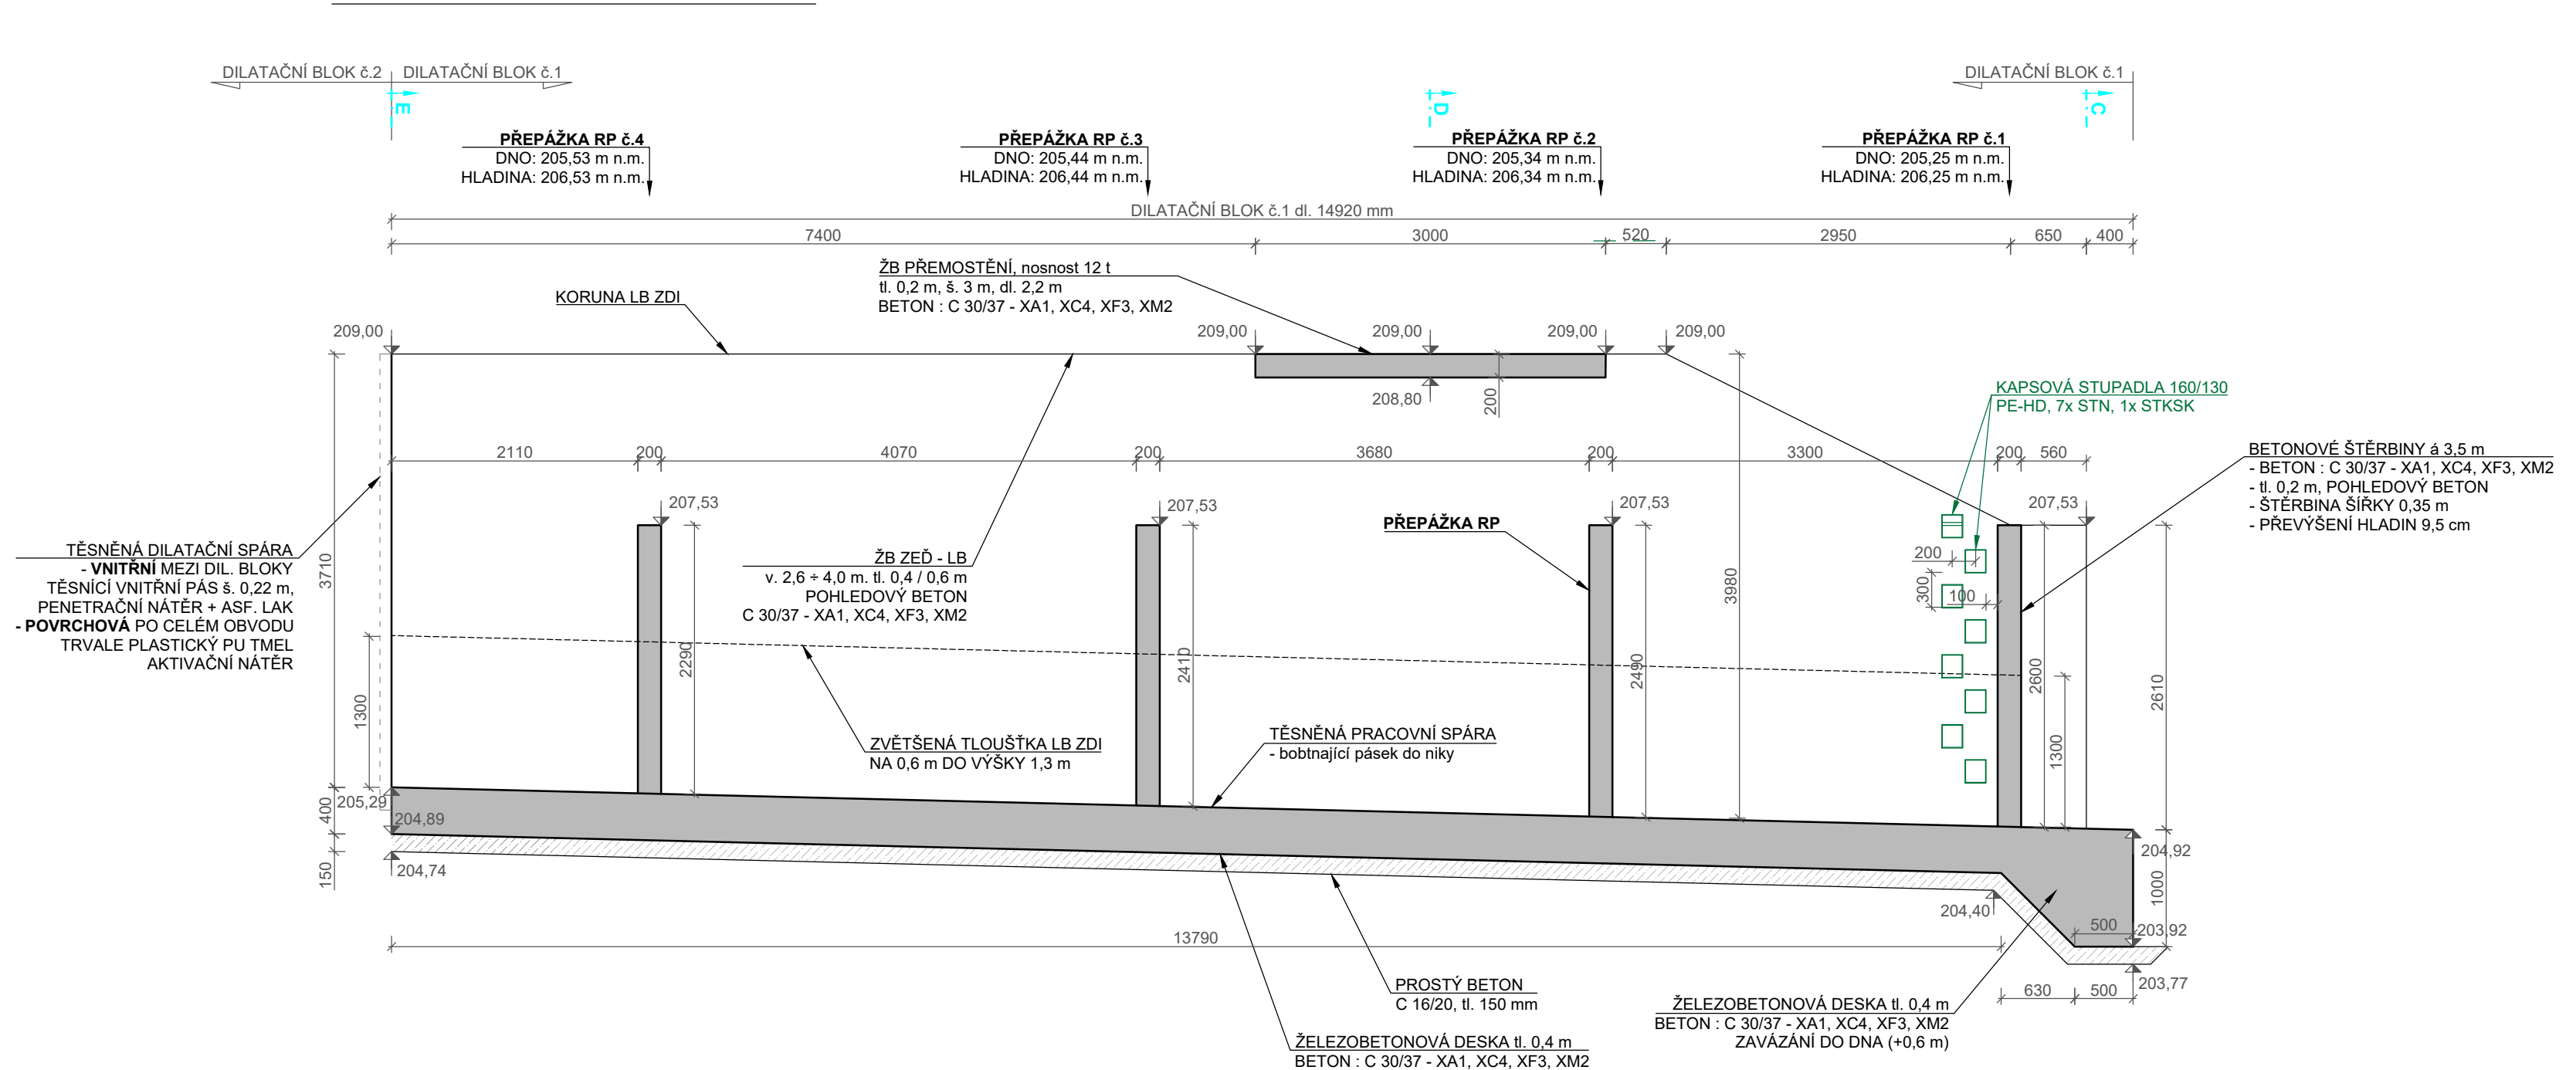 DILATAČNÍ BLOK č.2
DILATAČNÍ BLOK č.1
DILATAČNÍ BLOK č.1
E
D
C
PŘEPÁŽKA RP č.4
DNO: 205,53 m n.m.
HLADINA: 206,53 m n.m.
PŘEPÁŽKA RP č.3
DNO: 205,44 m n.m.
HLADINA: 206,44 m n.m.
PŘEPÁŽKA RP č.2
DNO: 205,34 m n.m.
HLADINA: 206,34 m n.m.
PŘEPÁŽKA RP č.1
DNO: 205,25 m n.m.
HLADINA: 206,25 m n.m.
DILATAČNÍ BLOK č.1 dl. 14920 mm
7400
3000
520
2950
650
400
ŽB PŘEMOSTĚNÍ, nosnost 12 t
tl. 0,2 m, š. 3 m, dl. 2,2 m
BETON : C 30/37 - XA1, XC4, XF3, XM2
KORUNA LB ZDI
209,00
209,00
209,00
209,00
209,00
208,80
200
KAPSOVÁ STUPADLA 160/130
PE-HD, 7x STN, 1x STKSK
2110
200
4070
200
3680
200
3300
200
560
BETONOVÉ ŠTĚRBINY á 3,5 m
- BETON : C 30/37 - XA1, XC4, XF3, XM2
- tl. 0,2 m, POHLEDOVÝ BETON
- ŠTĚRBINA ŠÍŘKY 0,35 m
- PŘEVÝŠENÍ HLADIN 9,5 cm
207,53
207,53
207,53
207,53
PŘEPÁŽKA RP
TĚSNĚNÁ DILATAČNÍ SPÁRA
- VNITŘNÍ MEZI DIL. BLOKY
TĚSNÍCÍ VNITŘNÍ PÁS š. 0,22 m,
PENETRAČNÍ NÁTĚR + ASF. LAK
- POVRCHOVÁ PO CELÉM OBVODU
TRVALE PLASTICKÝ PU TMEL
AKTIVAČNÍ NÁTĚR
3710
ŽB ZEĎ - LB
v. 2,6 ÷ 4,0 m. tl. 0,4 / 0,6 m
POHLEDOVÝ BETON
C 30/37 - XA1, XC4, XF3, XM2
200
300
100
3980
2290
2410
2490
2600
2610
1300
1300
ZVĚTŠENÁ TLOUŠŤKA LB ZDI
NA 0,6 m DO VÝŠKY 1,3 m
TĚSNĚNÁ PRACOVNÍ SPÁRA
- bobtnající pásek do niky
400
205,29
204,89
150
204,74
204,92
1000
204,40
500
203,92
13790
203,77
630
500
PROSTÝ BETON
C 16/20, tl. 150 mm
ŽELEZOBETONOVÁ DESKA tl. 0,4 m
BETON : C 30/37 - XA1, XC4, XF3, XM2
ZAVÁZÁNÍ DO DNA (+0,6 m)
ŽELEZOBETONOVÁ DESKA tl. 0,4 m
BETON : C 30/37 - XA1, XC4, XF3, XM2